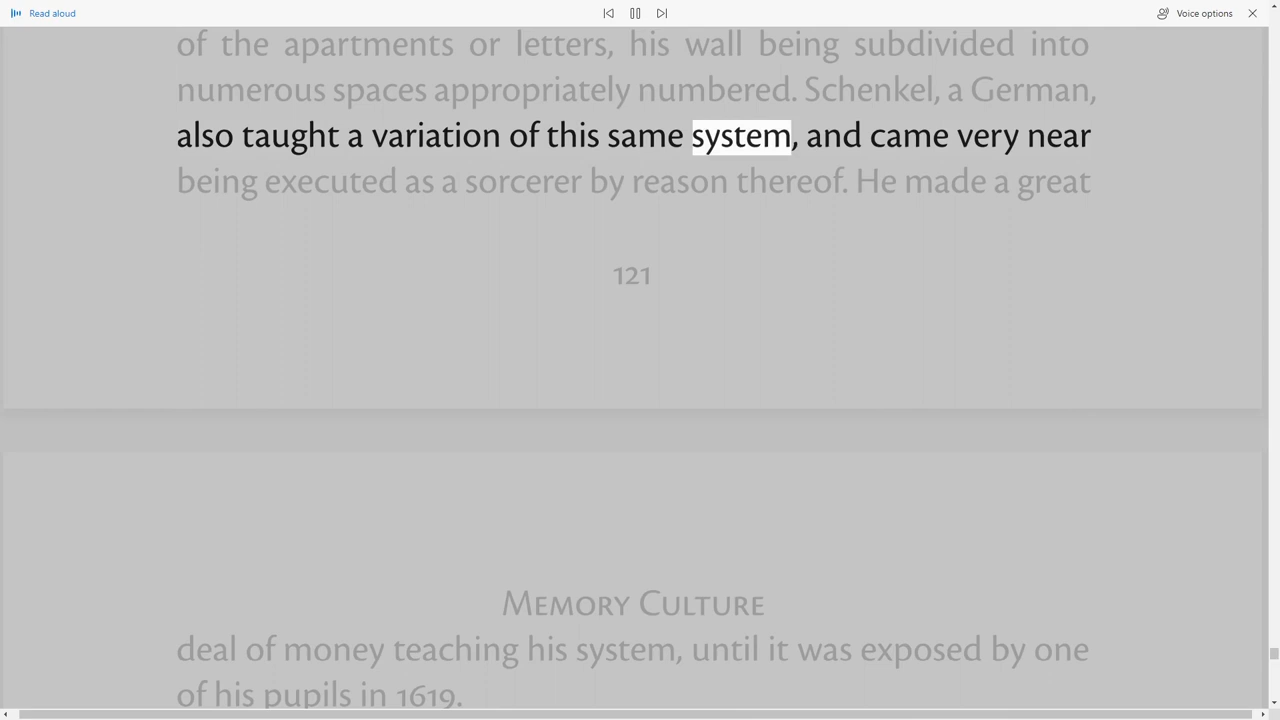 Read aloud
Voice options
of the apartments or letters, his wall being subdivided into
numerous spaces appropriately numbered. Schenkel, a German,
also taught a variation of this same system, and came very near
being executed as a sorcerer by reason thereof. He made a great
121
Memory Culture
deal of money teaching his system, until it was exposed by one
of his pupils in 1619.